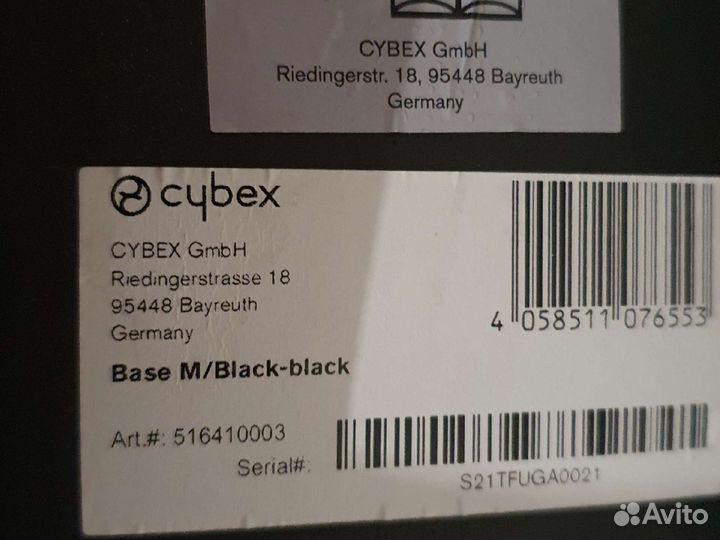 CYBEX GmbH
Riedingerstr. 18, 95448 Bayreuth
Germany
cybex
CYBEX GmbH
Riedingerstrasse 18
95448 Bayreuth
Germany
4 058511 076553
Base M/Black-black
Art.#: 516410003
Serial#:
S21TFUGA0021
Avito